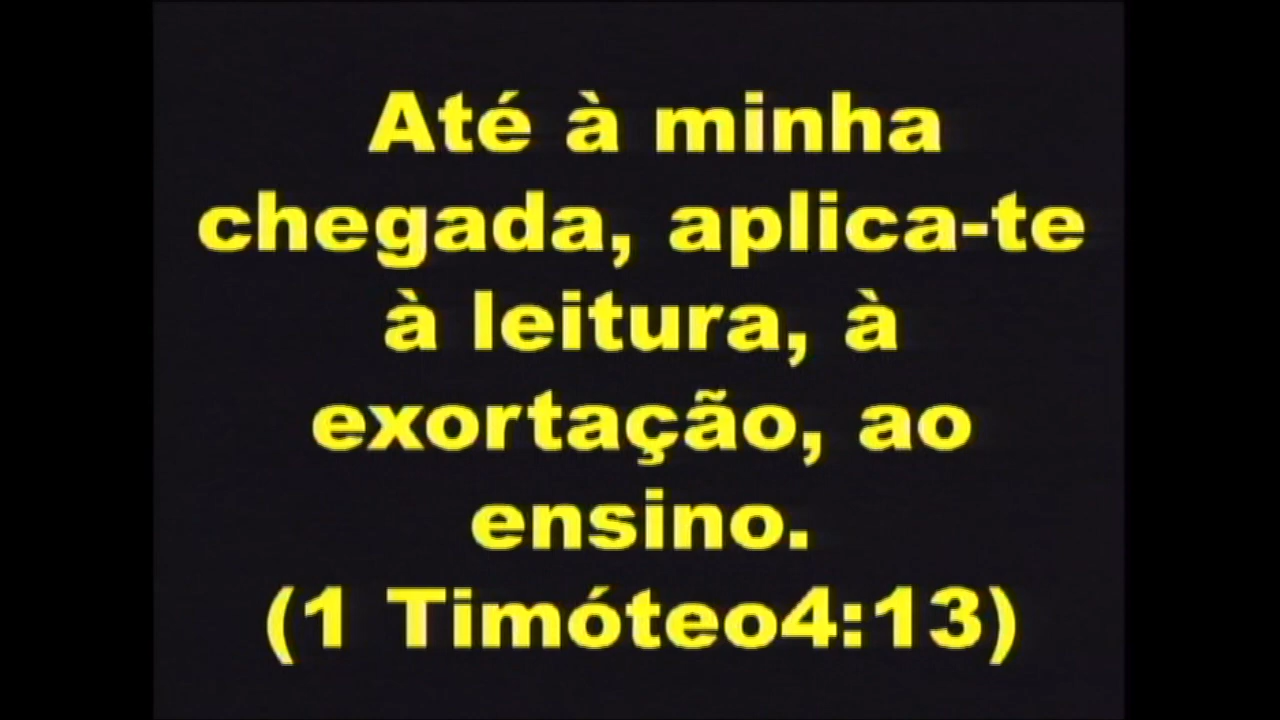 Até à minha
chegada, aplica-te
à leitura, à
exortação, ao
ensino.
(1 Timóteo4:13)